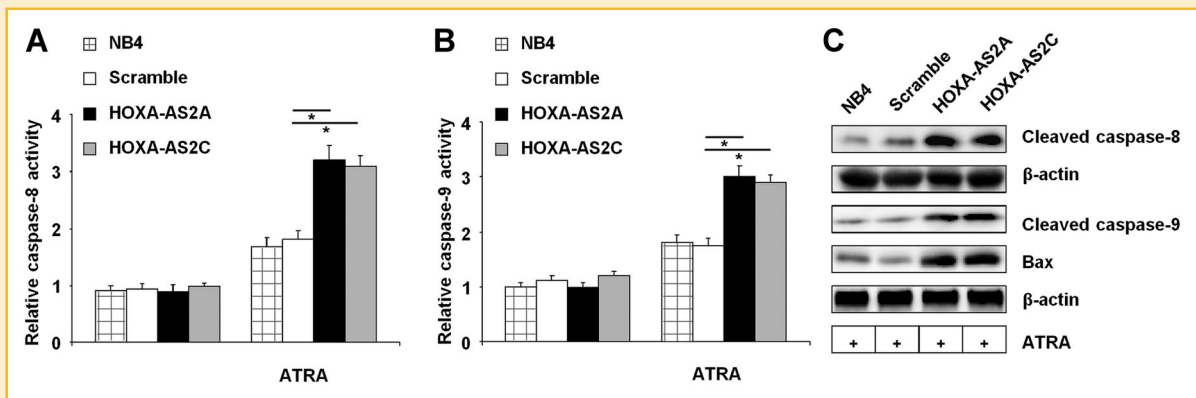 A
NB4
Scramble
HOXA-AS2A
HOXA-AS2C
Relative caspase-8 activity
4
3
2
1
0
*
*
ATRA
B
NB4
Scramble
HOXA-AS2A
HOXA-AS2C
Relative caspase-9 activity
4
3
2
1
0
*
*
ATRA
C
NB4
Scramble
HOXA-AS2A
HOXA-AS2C
Cleaved caspase-8
β-actin
Cleaved caspase-9
Bax
β-actin
+ + + + ATRA